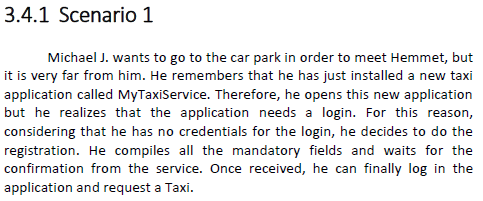 3.4.1 Scenario 1
Michael J. wants to go to the car park in order to meet Hemmet, but
it is very far from him. He remembers that he has just installed a new taxi
application called MyTaxiService. Therefore, he opens this new application
but he realizes that the application needs a login. For this reason,
considering that he has no credentials for the login, he decides to do the
registration. He compiles all the mandatory fields and waits for the
confirmation from the service. Once received, he can finally log in the
application and request a Taxi.